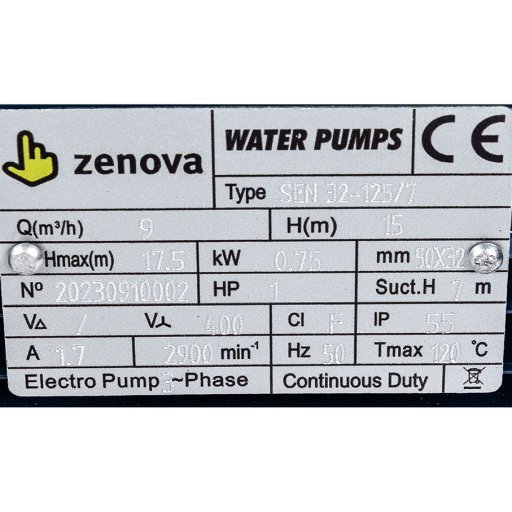 zenova
WATER PUMPS CE
Type SEN 32-125/7
Q(m³/h) 9 H(m) 15
Hmax(m) 17.5 kW 0.75 mm 50X32
Nº 20230910002 HP 1 Suct.H 7 m
V△ / V⅄ 400 Cl F IP 55
A 1.7 2900 min⁻¹ Hz 50 Tmax 120 °C
Electro Pump 3~Phase Continuous Duty